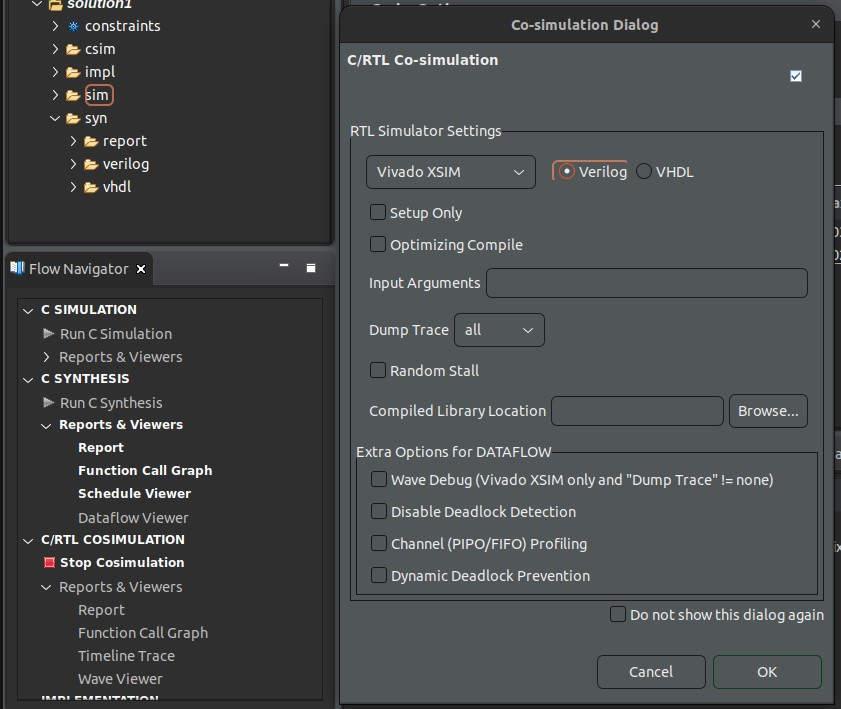 solution1
constraints
csim
impl
sim
syn
report
verilog
vhdl
Flow Navigator
C SIMULATION
Run C Simulation
Reports & Viewers
C SYNTHESIS
Run C Synthesis
Reports & Viewers
Report
Function Call Graph
Schedule Viewer
Dataflow Viewer
C/RTL COSIMULATION
Stop Cosimulation
Reports & Viewers
Report
Function Call Graph
Timeline Trace
Wave Viewer
IMPLEMENTATION
Co-simulation Dialog
C/RTL Co-simulation
RTL Simulator Settings
Vivado XSIM
Verilog
VHDL
Setup Only
Optimizing Compile
Input Arguments
Dump Trace
all
Random Stall
Compiled Library Location
Browse...
Extra Options for DATAFLOW
Wave Debug (Vivado XSIM only and "Dump Trace" != none)
Disable Deadlock Detection
Channel (PIPO/FIFO) Profiling
Dynamic Deadlock Prevention
Do not show this dialog again
Cancel
OK